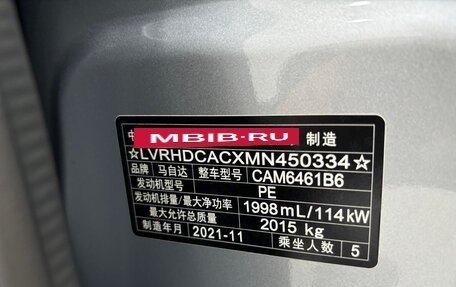 中 MBIB-RU 制造
☆LVRHDCACXMN450334☆
品牌 马自达 整车型号 CAM6461B6
发动机型号 PE
发动机排量/最大净功率 1998mL/114kW
最大允许总质量 2015 kg
制造年月 2021-11 乘坐人数 5